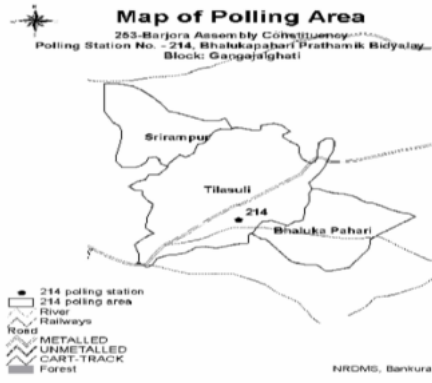 Map of Polling Area
253-Barjora Assembly Constituency
Polling Station No. - 214, Bhalukapahari Prathamik Bidyalay
Block: Gangajalghati
Srirampur
Tilasuli
214
Bhaluka Pahari
214 polling station
214 polling area
River
Railways
Road
METALLED
UNMETALLED
CART-TRACK
Forest
NRDMS, Bankura